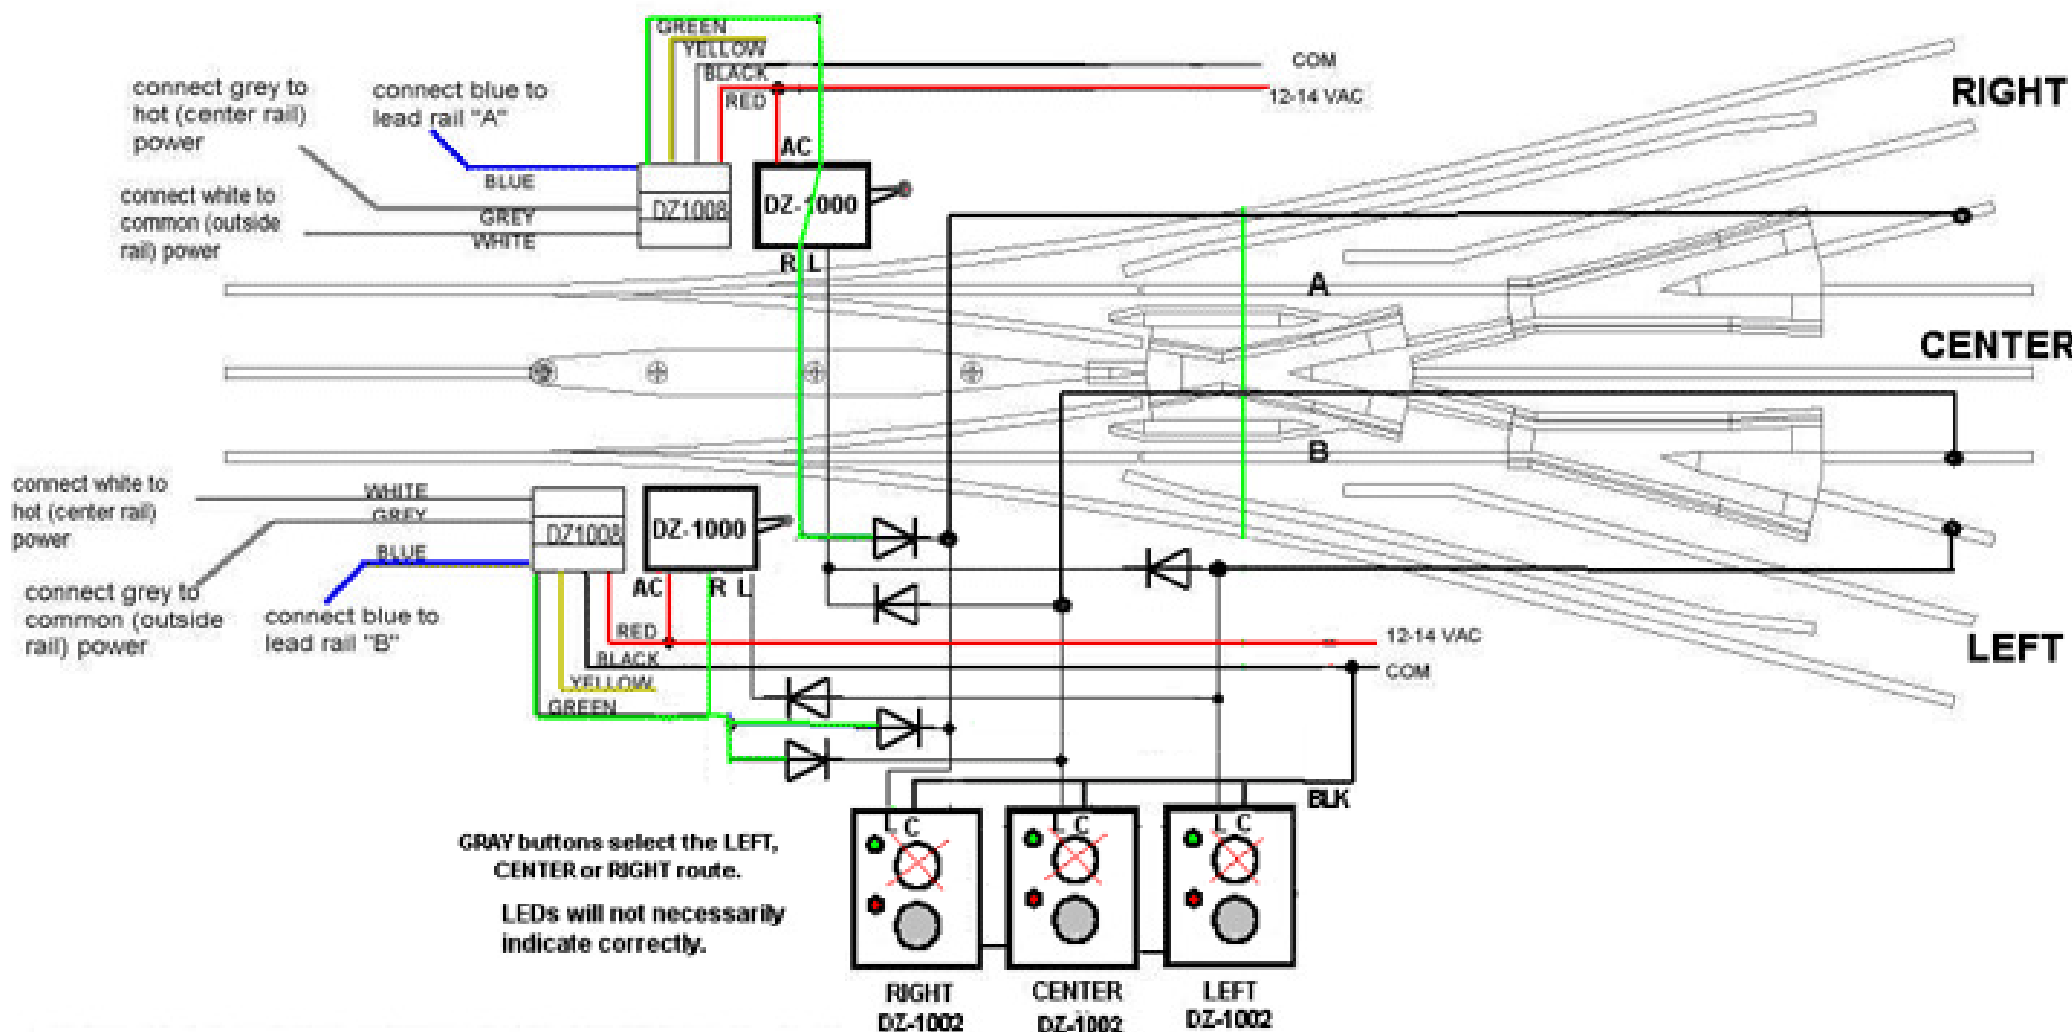 GREEN
YELLOW
BLACK
RED
COM
12-14 VAC
RIGHT
connect grey to
hot (center rail)
power
connect blue to
lead rail "A"
AC
BLUE
GREY
WHITE
DZ1008
DZ-1000
connect white to
common (outside
rail) power
R L
A
CENTER
B
connect white to
hot (center rail)
power
WHITE
GREY
BLUE
DZ1008
DZ-1000
connect grey to
common (outside
rail) power
connect blue to
lead rail "B"
AC
R L
RED
BLACK
YELLOW
GREEN
12-14 VAC
COM
LEFT
BLK
L C
L C
L C
GRAY buttons select the LEFT,
CENTER or RIGHT route.
LEDs will not necessarily
indicate correctly.
RIGHT
DZ-1002
CENTER
DZ-1002
LEFT
DZ-1002